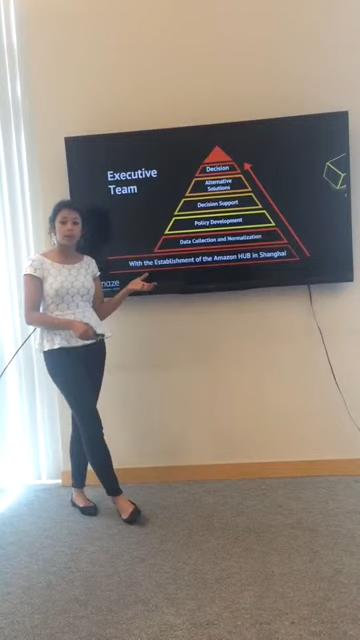 Executive
Team
Decision
Alternative
Solutions
Decision Support
Policy Development
Data Collection and Normalization
With the Establishment of the Amazon HUB in Shanghai